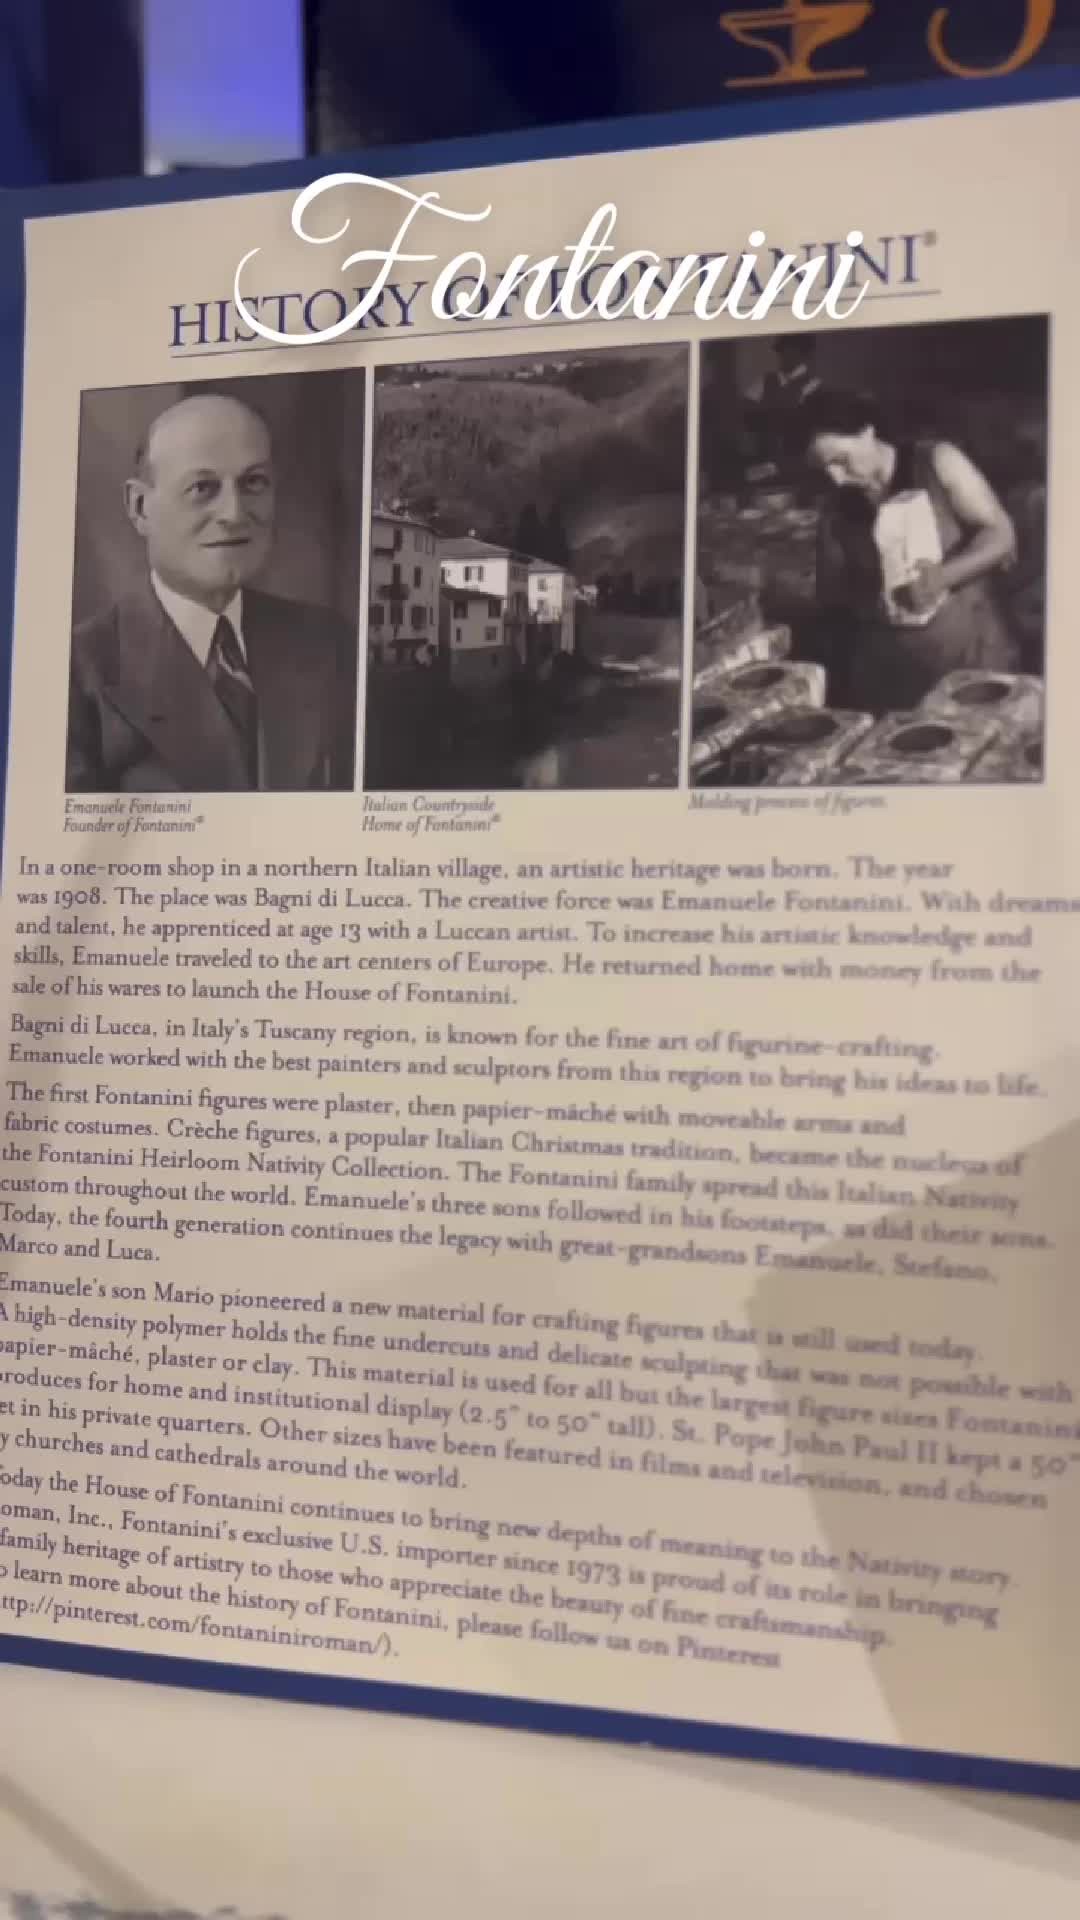 Fontanini
HISTORY OF FONTANINI®
Emanuele Fontanini
Founder of Fontanini®
Italian Countryside
Home of Fontanini®
Molding process of figures
In a one-room shop in a northern Italian village, an artistic heritage was born. The year
was 1908. The place was Bagni di Lucca. The creative force was Emanuele Fontanini. With dreams
and talent, he apprenticed at age 13 with a Luccan artist. To increase his artistic knowledge and
skills, Emanuele traveled to the art centers of Europe. He returned home with money from the
sale of his wares to launch the House of Fontanini.
Bagni di Lucca, in Italy's Tuscany region, is known for the fine art of figurine-crafting.
Emanuele worked with the best painters and sculptors from this region to bring his ideas to life.
The first Fontanini figures were plaster, then papier-mâché with moveable arms and
fabric costumes. Crèche figures, a popular Italian Christmas tradition, became the nucleus of
the Fontanini Heirloom Nativity Collection. The Fontanini family spread this Italian Nativity
custom throughout the world. Emanuele's three sons followed in his footsteps, as did their sons.
Today, the fourth generation continues the legacy with great-grandsons Emanuele, Stefano,
Marco and Luca.
Emanuele's son Mario pioneered a new material for crafting figures that is still used today.
A high-density polymer holds the fine undercuts and delicate sculpting that was not possible with
papier-mâché, plaster or clay. This material is used for all but the largest figure sizes Fontanini
roduces for home and institutional display (2.5" to 50" tall). St. Pope John Paul II kept a 50"
et in his private quarters. Other sizes have been featured in films and television, and chosen
y churches and cathedrals around the world.
oday the House of Fontanini continues to bring new depths of meaning to the Nativity story.
oman, Inc., Fontanini's exclusive U.S. importer since 1973 is proud of its role in bringing
family heritage of artistry to those who appreciate the beauty of fine craftsmanship.
o learn more about the history of Fontanini, please follow us on Pinterest
ttp://pinterest.com/fontaniniroman/).